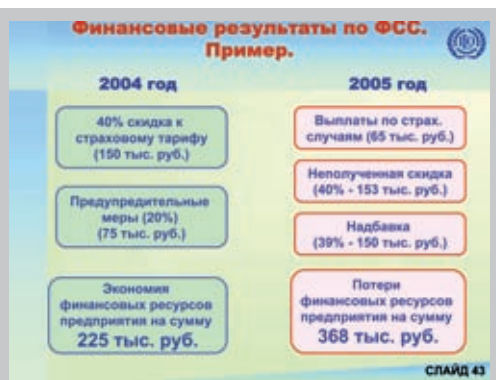 Финансовые результаты по ФСС.
Пример.
2004 год
40% скидка к
страховому тарифу
(150 тыс. руб.)
Предупредительные
меры (20%)
(75 тыс. руб.)
Экономия
финансовых ресурсов
предприятия на сумму
225 тыс. руб.
2005 год
Выплаты по страх.
случаям (65 тыс. руб.)
Неполученная скидка
(40% - 153 тыс. руб.)
Надбавка
(39% - 150 тыс. руб.)
Потери
финансовых ресурсов
предприятия на сумму
368 тыс. руб.
СЛАЙД 43